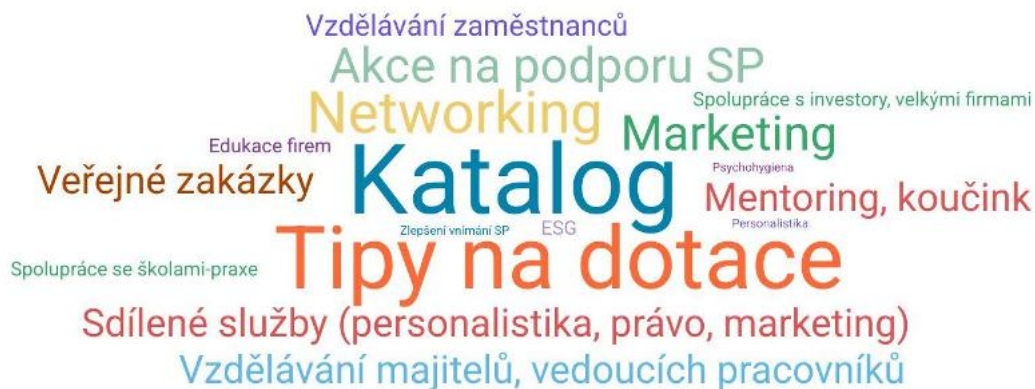 Vzdělávání zaměstnanců
Akce na podporu SP
Networking
Spolupráce s investory, velkými firmami
Marketing
Edukace firem
Katalog
Psychohygiena
Veřejné zakázky
Mentoring, koučink
Zlepšení vnímání SP
ESG
Personalistika
Tipy na dotace
Spolupráce se školami-praxe
Sdílené služby (personalistika, právo, marketing)
Vzdělávání majitelů, vedoucích pracovníků